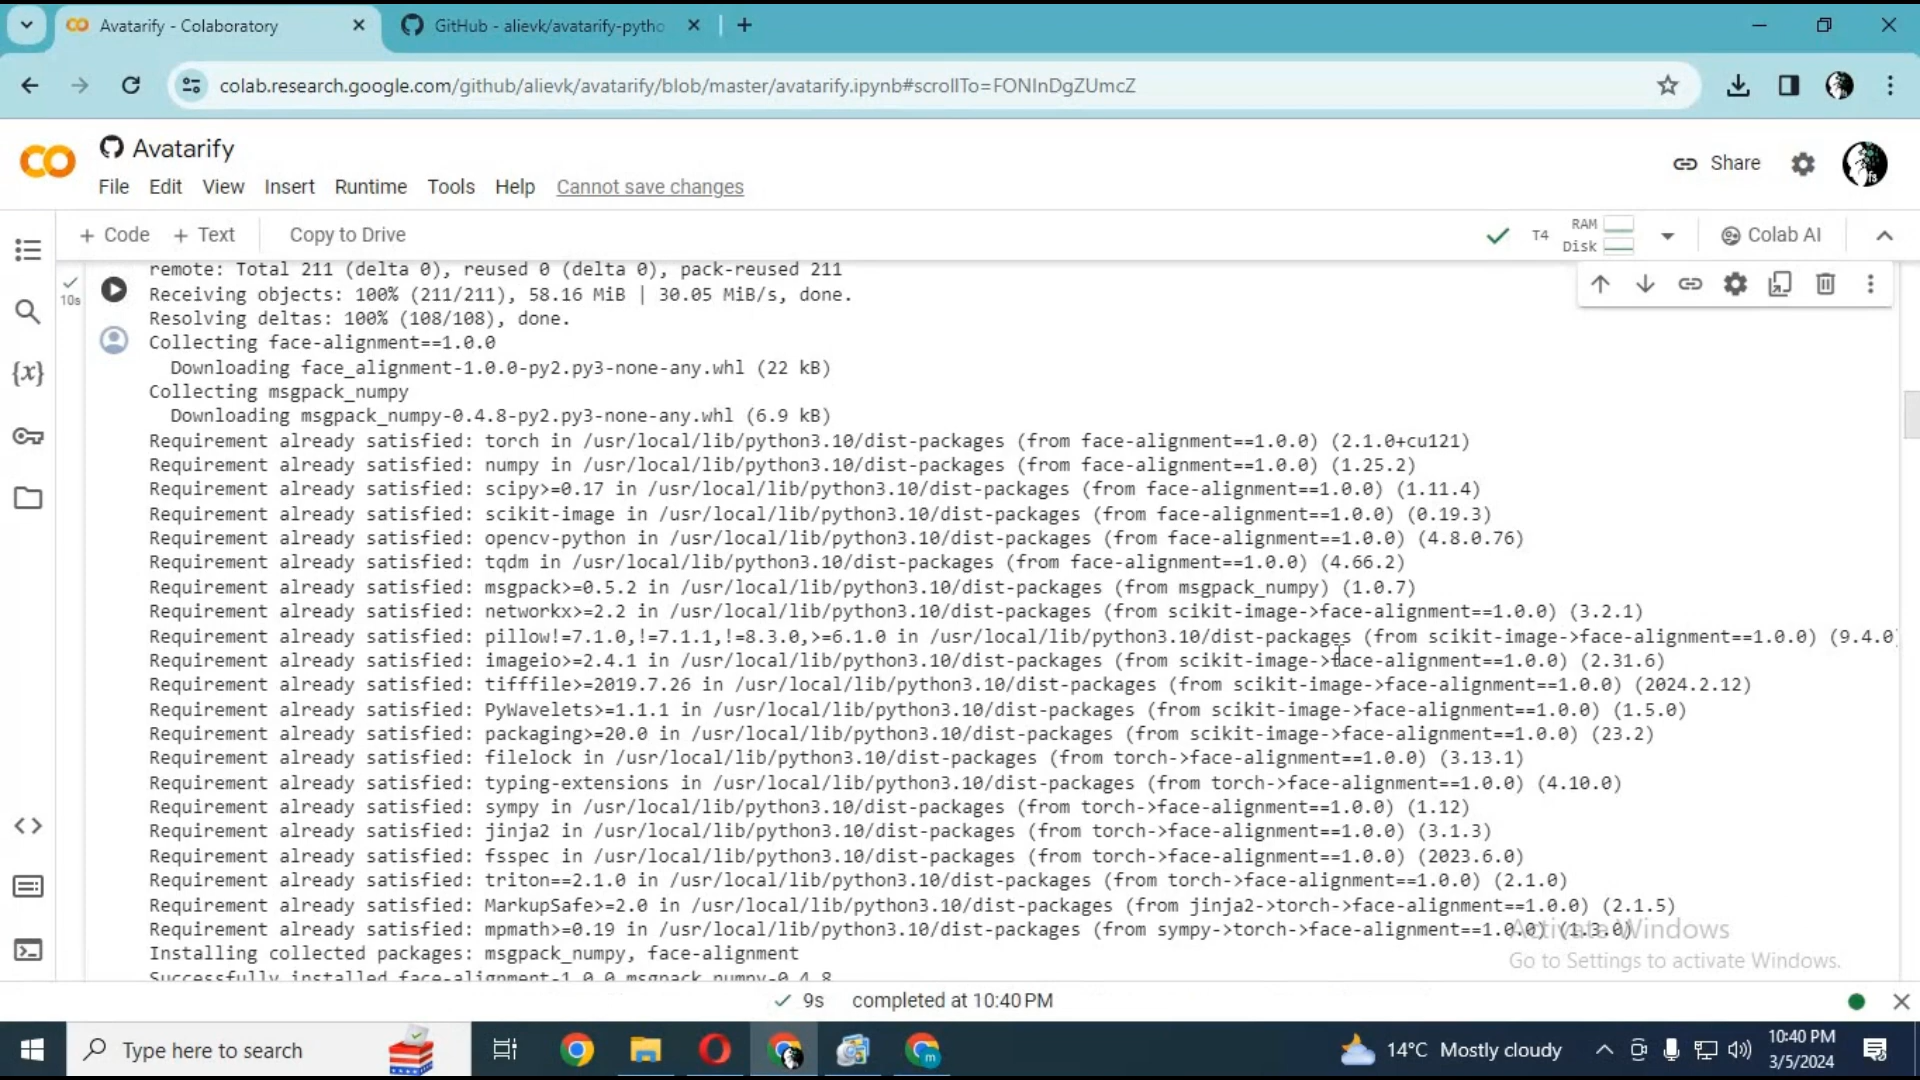 Avatarify - Colaboratory
GitHub - alievk/avatarify-pytho
colab.research.google.com/github/alievk/avatarify/blob/master/avatarify.ipynb#scrollTo=FONlnDgZUmcZ
Avatarify
Share
File Edit View Insert Runtime Tools Help Cannot save changes
+ Code + Text Copy to Drive
T4 RAM Disk
Colab AI
10s
remote: Total 211 (delta 0), reused 0 (delta 0), pack-reused 211
Receiving objects: 100% (211/211), 58.16 MiB | 30.05 MiB/s, done.
Resolving deltas: 100% (108/108), done.
Collecting face-alignment==1.0.0
Downloading face_alignment-1.0.0-py2.py3-none-any.whl (22 kB)
Collecting msgpack_numpy
Downloading msgpack_numpy-0.4.8-py2.py3-none-any.whl (6.9 kB)
Requirement already satisfied: torch in /usr/local/lib/python3.10/dist-packages (from face-alignment==1.0.0) (2.1.0+cu121)
Requirement already satisfied: numpy in /usr/local/lib/python3.10/dist-packages (from face-alignment==1.0.0) (1.25.2)
Requirement already satisfied: scipy>=0.17 in /usr/local/lib/python3.10/dist-packages (from face-alignment==1.0.0) (1.11.4)
Requirement already satisfied: scikit-image in /usr/local/lib/python3.10/dist-packages (from face-alignment==1.0.0) (0.19.3)
Requirement already satisfied: opencv-python in /usr/local/lib/python3.10/dist-packages (from face-alignment==1.0.0) (4.8.0.76)
Requirement already satisfied: tqdm in /usr/local/lib/python3.10/dist-packages (from face-alignment==1.0.0) (4.66.2)
Requirement already satisfied: msgpack>=0.5.2 in /usr/local/lib/python3.10/dist-packages (from msgpack_numpy) (1.0.7)
Requirement already satisfied: networkx>=2.2 in /usr/local/lib/python3.10/dist-packages (from scikit-image->face-alignment==1.0.0) (3.2.1)
Requirement already satisfied: pillow!=7.1.0,!=7.1.1,!=8.3.0,>=6.1.0 in /usr/local/lib/python3.10/dist-packages (from scikit-image->face-alignment==1.0.0) (9.4.0)
Requirement already satisfied: imageio>=2.4.1 in /usr/local/lib/python3.10/dist-packages (from scikit-image->face-alignment==1.0.0) (2.31.6)
Requirement already satisfied: tifffile>=2019.7.26 in /usr/local/lib/python3.10/dist-packages (from scikit-image->face-alignment==1.0.0) (2024.2.12)
Requirement already satisfied: PyWavelets>=1.1.1 in /usr/local/lib/python3.10/dist-packages (from scikit-image->face-alignment==1.0.0) (1.5.0)
Requirement already satisfied: packaging>=20.0 in /usr/local/lib/python3.10/dist-packages (from scikit-image->face-alignment==1.0.0) (23.2)
Requirement already satisfied: filelock in /usr/local/lib/python3.10/dist-packages (from torch->face-alignment==1.0.0) (3.13.1)
Requirement already satisfied: typing-extensions in /usr/local/lib/python3.10/dist-packages (from torch->face-alignment==1.0.0) (4.10.0)
Requirement already satisfied: sympy in /usr/local/lib/python3.10/dist-packages (from torch->face-alignment==1.0.0) (1.12)
Requirement already satisfied: jinja2 in /usr/local/lib/python3.10/dist-packages (from torch->face-alignment==1.0.0) (3.1.3)
Requirement already satisfied: fsspec in /usr/local/lib/python3.10/dist-packages (from torch->face-alignment==1.0.0) (2023.6.0)
Requirement already satisfied: triton==2.1.0 in /usr/local/lib/python3.10/dist-packages (from torch->face-alignment==1.0.0) (2.1.0)
Requirement already satisfied: MarkupSafe>=2.0 in /usr/local/lib/python3.10/dist-packages (from jinja2->torch->face-alignment==1.0.0) (2.1.5)
Requirement already satisfied: mpmath>=0.19 in /usr/local/lib/python3.10/dist-packages (from sympy->torch->face-alignment==1.0.0) (1.3.0)
Installing collected packages: msgpack_numpy, face-alignment
Successfully installed face-alignment-1.0.0 msgpack_numpy-0.4.8
Activate Windows
Go to Settings to activate Windows.
9s completed at 10:40 PM
Type here to search
14°C Mostly cloudy
10:40 PM
3/5/2024